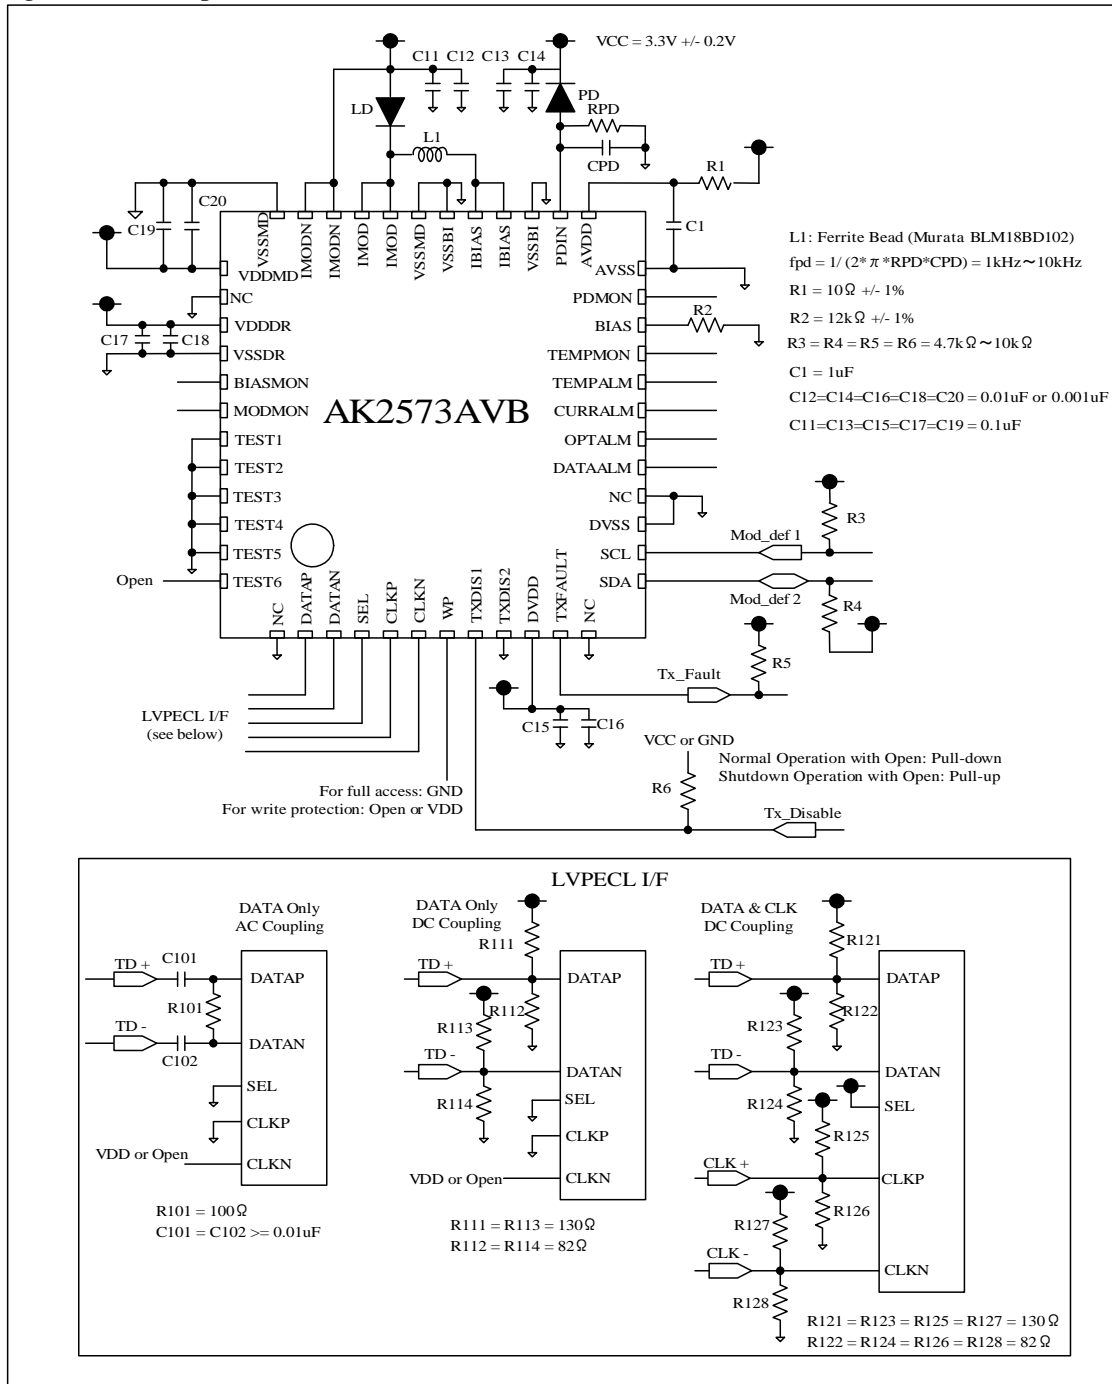 VCC = 3.3V +/- 0.2V
C11
C12
C13
C14
LD
PD
RPD
L1
CPD
R1
C20
C19
C1
VSSMD
IMODN
IMODN
IMOD
IMOD
VSSMD
VSSBI
IBIAS
IBIAS
VSSBI
PDIN
AVDD
VDDMD
NC
VDDDR
VSSDR
BIASMON
MODMON
TEST1
TEST2
TEST3
TEST4
TEST5
TEST6
C17
C18
Open
AK2573AVB
AVSS
PDMON
BIAS
TEMPMON
TEMPALM
CURRALM
OPTALM
DATAALM
NC
DVSS
SCL
SDA
R2
L1: Ferrite Bead (Murata BLM18BD102)
fpd = 1/ (2* π *RPD*CPD) = 1kHz～10kHz
R1 = 10Ω +/- 1%
R2 = 12kΩ +/- 1%
R3 = R4 = R5 = R6 = 4.7kΩ～10kΩ
C1 = 1uF
C12=C14=C16=C18=C20 = 0.01uF or 0.001uF
C11=C13=C15=C17=C19 = 0.1uF
R3
Mod_def 1
Mod_def 2
R4
NC
DATAP
DATAN
SEL
CLKP
CLKN
WP
TXDIS1
TXDIS2
DVDD
TXFAULT
NC
Tx_Fault
R5
LVPECL I/F
(see below)
C15
C16
VCC or GND
Normal Operation with Open: Pull-down
Shutdown Operation with Open: Pull-up
R6
For full access: GND
For write protection: Open or VDD
Tx_Disable
LVPECL I/F
DATA Only
AC Coupling
TD +
C101
R101
TD -
C102
DATAP
DATAN
SEL
CLKP
CLKN
VDD or Open
R101 = 100Ω
C101 = C102 >= 0.01uF
DATA Only
DC Coupling
R111
TD +
R112
R113
TD -
R114
DATAP
DATAN
SEL
CLKP
CLKN
VDD or Open
R111 = R113 = 130Ω
R112 = R114 = 82Ω
DATA & CLK
DC Coupling
R121
TD +
R122
R123
TD -
R124
R125
CLK +
R126
R127
CLK -
R128
DATAP
DATAN
SEL
CLKP
CLKN
R121 = R123 = R125 = R127 = 130Ω
R122 = R124 = R126 = R128 = 82Ω